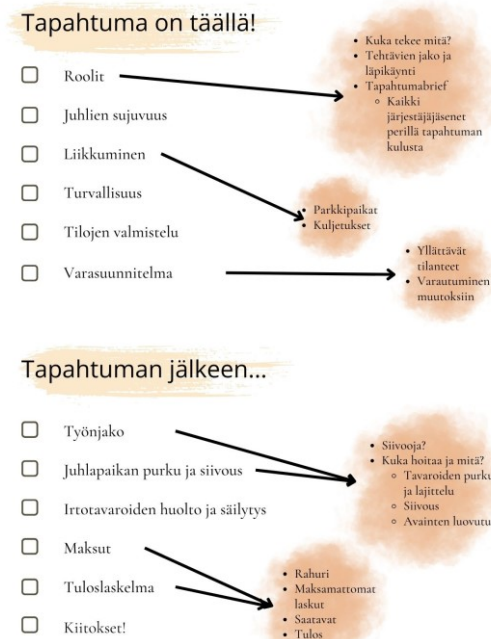 Tapahtuma on täällä!
Roolit
Juhlien sujuvuus
Liikkuminen
Turvallisuus
Tilojen valmistelu
Varasuunnitelma
Kuka tekee mitä?
Tehtävien jako ja
läpikäynti
Tapahtumabrief
Kaikki
järjestäjäjäsenet
perillä tapahtuman
kulusta
Parkkipaikat
Kuljetukset
Yllättävät
tilanteet
Varautuminen
muutoksiin
Tapahtuman jälkeen...
Työnjako
Juhlapaikan purku ja siivous
Irtotavaroiden huolto ja säilytys
Maksut
Tuloslaskelma
Kiitokset!
Siivooja?
Kuka hoitaa ja mitä?
Tavaroiden purku
ja lajittelu
Siivous
Avainten luovutu
Rahuri
Maksamattomat
laskut
Saatavat
Tulos